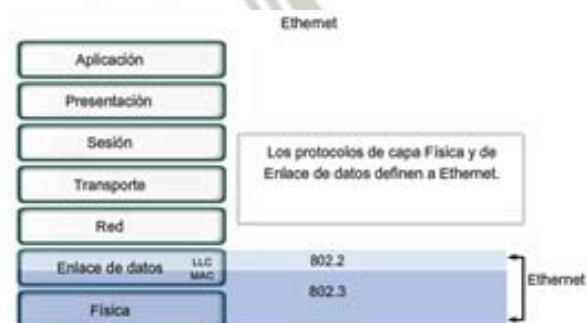 Ethernet
Aplicación
Presentación
Sesión
Transporte
Red
Los protocolos de capa Física y de
Enlace de datos definen a Ethernet.
Enlace de datos
LLC
MAC
802.2
802.3
Ethernet
Física